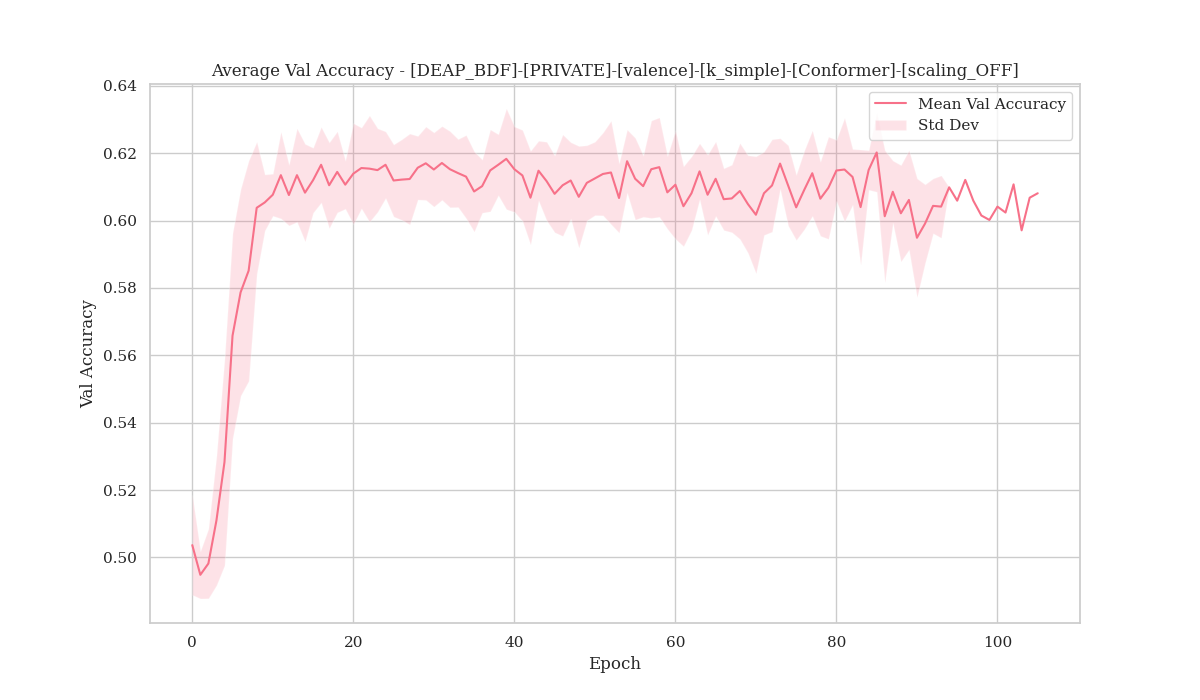 Average Val Accuracy - [DEAP_BDF]-[PRIVATE]-[valence]-[k_simple]-[Conformer]-[scaling_OFF]
Mean Val Accuracy
Std Dev
Val Accuracy
0.64
0.62
0.60
0.58
0.56
0.54
0.52
0.50
0 20 40 60 80 100
Epoch